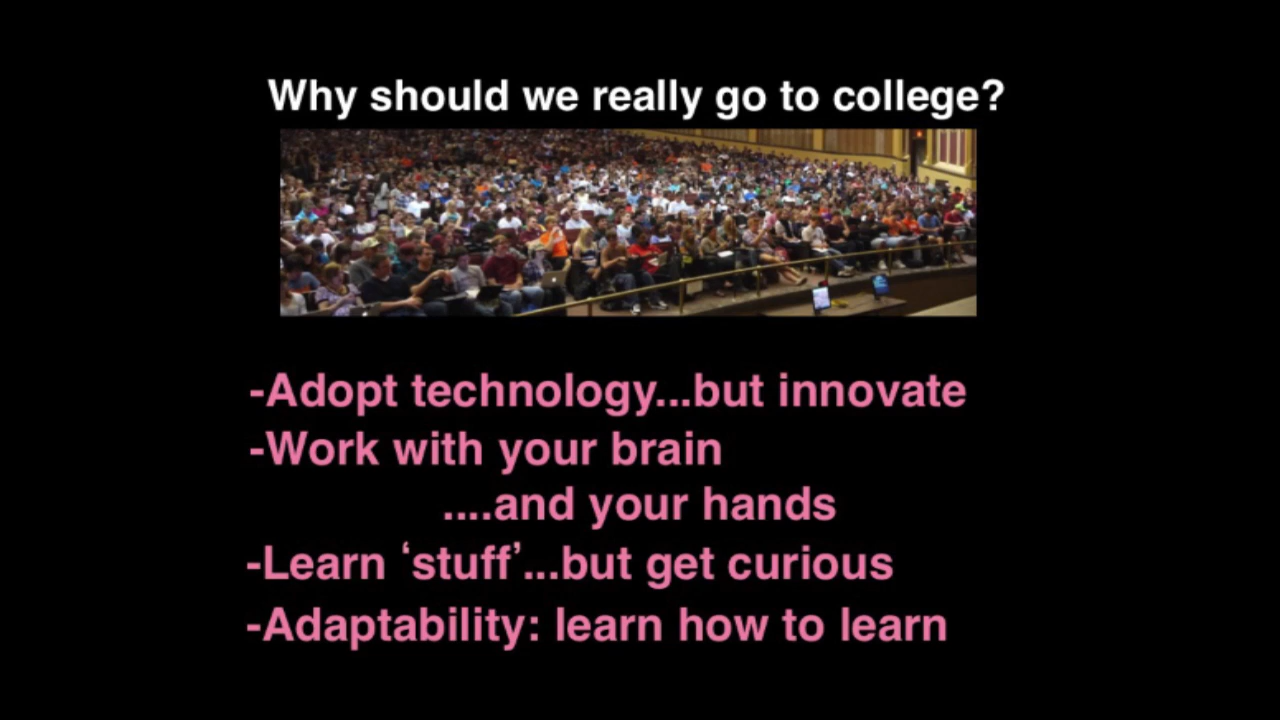 Why should we really go to college?
-Adopt technology...but innovate
-Work with your brain
....and your hands
-Learn ‘stuff’...but get curious
-Adaptability: learn how to learn